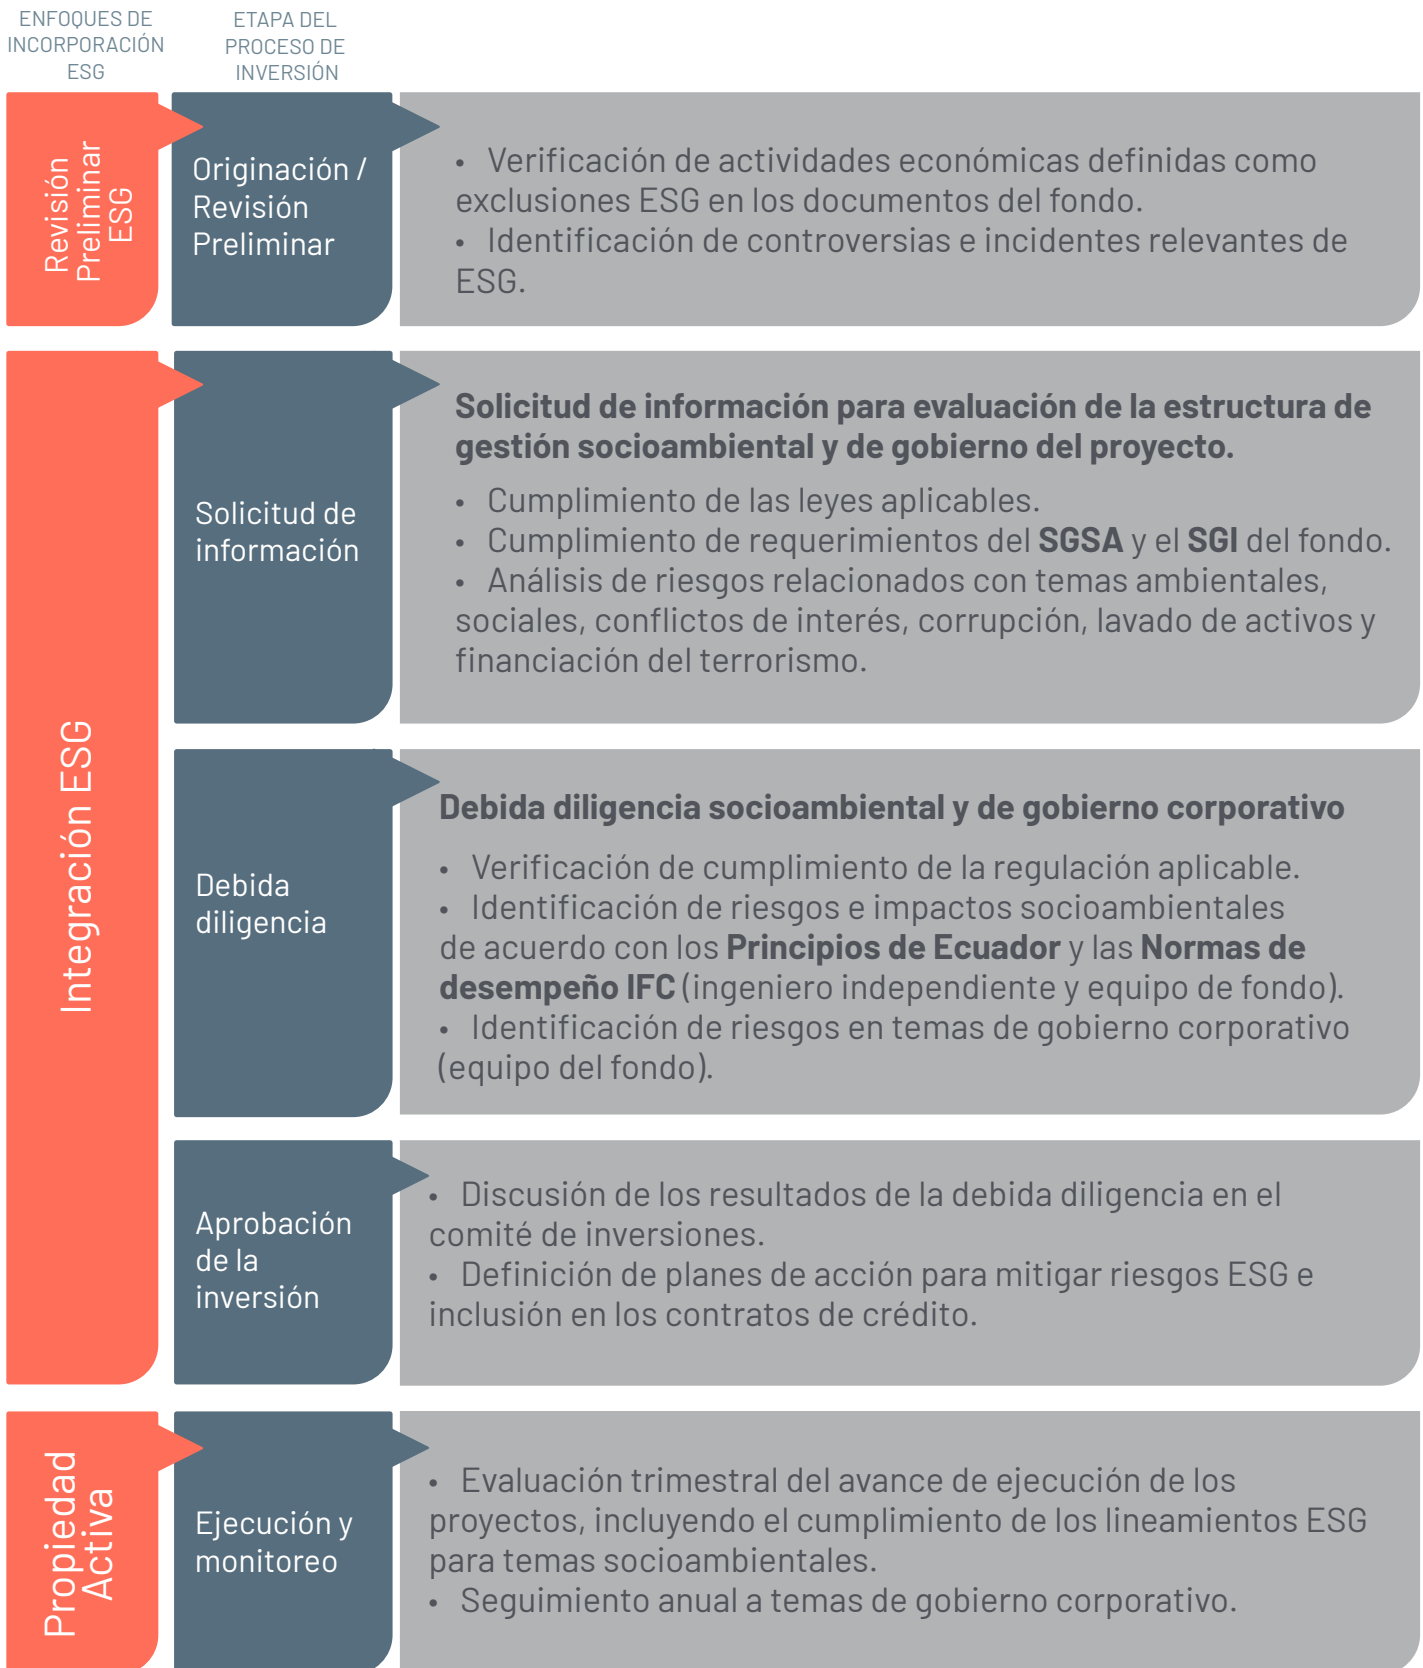 ENFOQUES DE
INCORPORACIÓN
ESG
ETAPA DEL
PROCESO DE
INVERSIÓN
Revisión
Preliminar
ESG
Originación /
Revisión
Preliminar
• Verificación de actividades económicas definidas como
exclusiones ESG en los documentos del fondo.
• Identificación de controversias e incidentes relevantes de
ESG.
Integración ESG
Solicitud de
información
Solicitud de información para evaluación de la estructura de
gestión socioambiental y de gobierno del proyecto.
• Cumplimiento de las leyes aplicables.
• Cumplimiento de requerimientos del SGSA y el SGI del fondo.
• Análisis de riesgos relacionados con temas ambientales,
sociales, conflictos de interés, corrupción, lavado de activos y
financiación del terrorismo.
Debida
diligencia
Debida diligencia socioambiental y de gobierno corporativo
• Verificación de cumplimiento de la regulación aplicable.
• Identificación de riesgos e impactos socioambientales
de acuerdo con los Principios de Ecuador y las Normas de
desempeño IFC (ingeniero independiente y equipo de fondo).
• Identificación de riesgos en temas de gobierno corporativo
(equipo del fondo).
Aprobación
de la
inversión
• Discusión de los resultados de la debida diligencia en el
comité de inversiones.
• Definición de planes de acción para mitigar riesgos ESG e
inclusión en los contratos de crédito.
Propiedad
Activa
Ejecución y
monitoreo
• Evaluación trimestral del avance de ejecución de los
proyectos, incluyendo el cumplimiento de los lineamientos ESG
para temas socioambientales.
• Seguimiento anual a temas de gobierno corporativo.